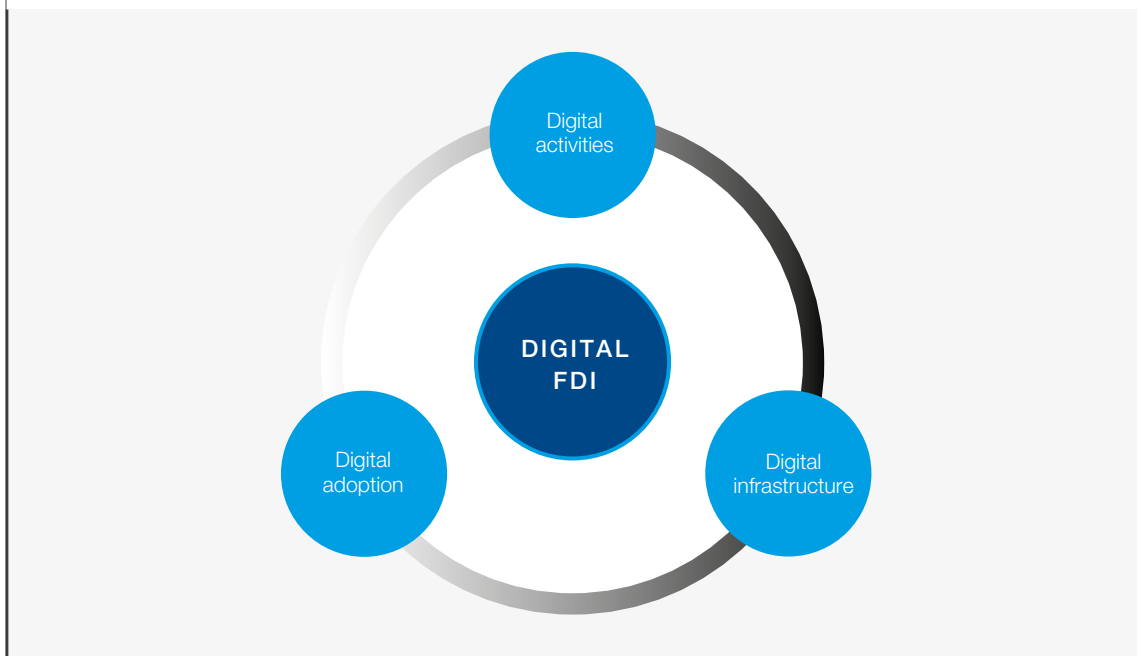 Digital
activities
DIGITAL
FDI
Digital
adoption
Digital
infrastructure